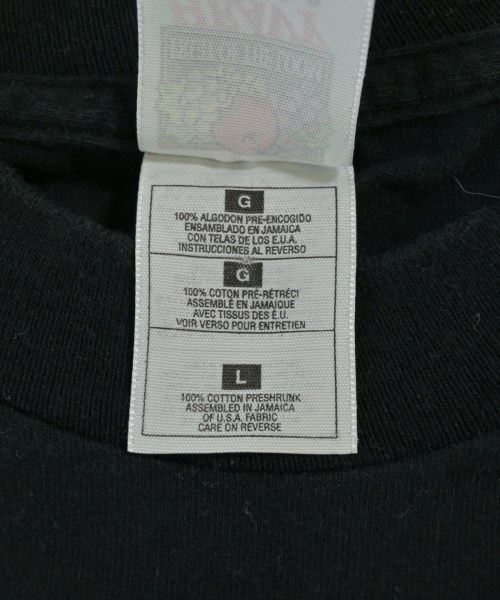 G
100% ALGODON PRE-ENCOGIDO
ENSAMBLADO EN JAMAICA
CON TELAS DE LOS E.U.A.
INSTRUCCIONES AL REVERSO
G
100% COTON PRÉ-RÉTRÉCI
ASSEMBLÉ EN JAMAIQUE
AVEC TISSUS DES É.U.
VOIR VERSO POUR ENTRETIEN
L
100% COTTON PRESHRUNK
ASSEMBLED IN JAMAICA
OF U.S.A. FABRIC
CARE ON REVERSE